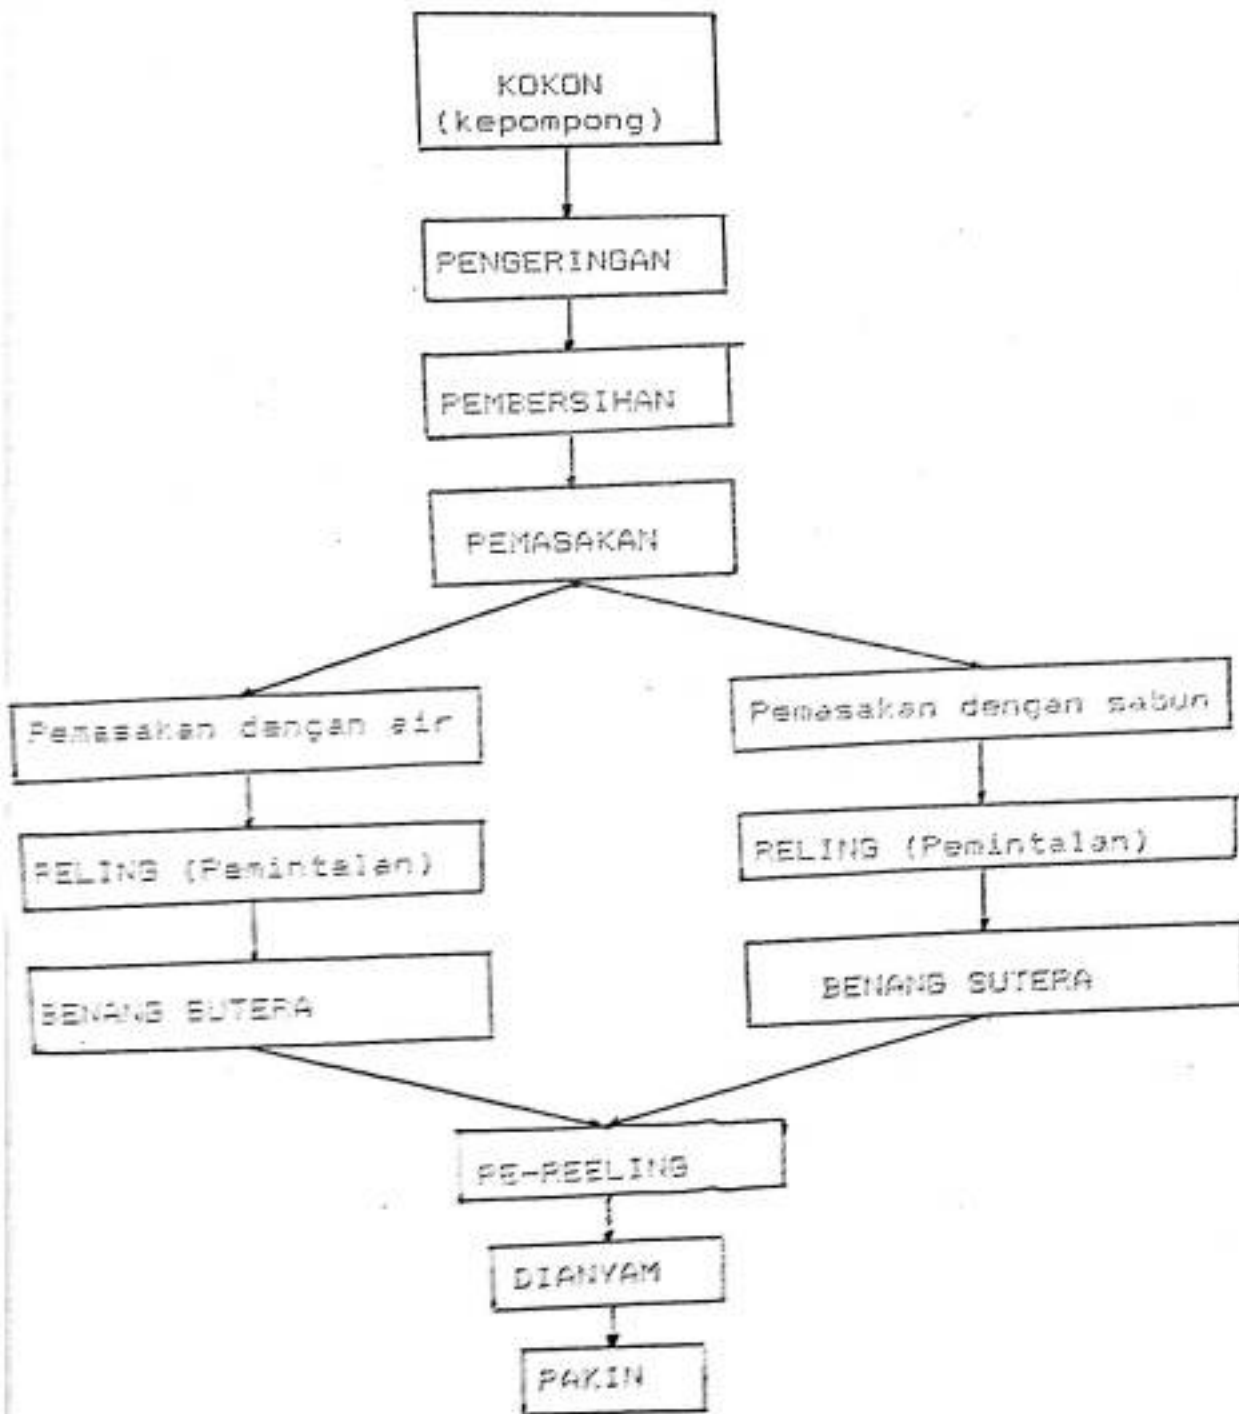 KOKON
(kepompong)
PENGERINGAN
PEMBERSIHAN
PEMASAKAN
Pemasakan dengan air
Pemasakan dengan sabun
RELING (Pemintalan)
RELING (Pemintalan)
BENANG SUTERA
BENANG SUTERA
RE-REELING
DIANYAM
PAKIN